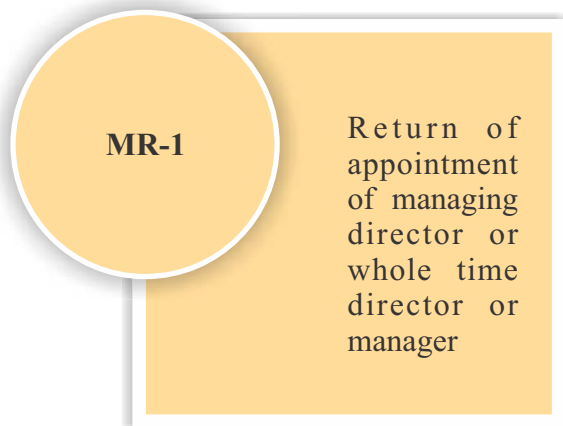 MR-1
Return of
appointment
of managing
director or
whole time
director or
manager